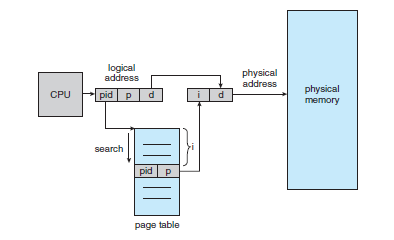 logical
address
physical
address
CPU
pid p d
i d
physical
memory
search
i
pid p
page table